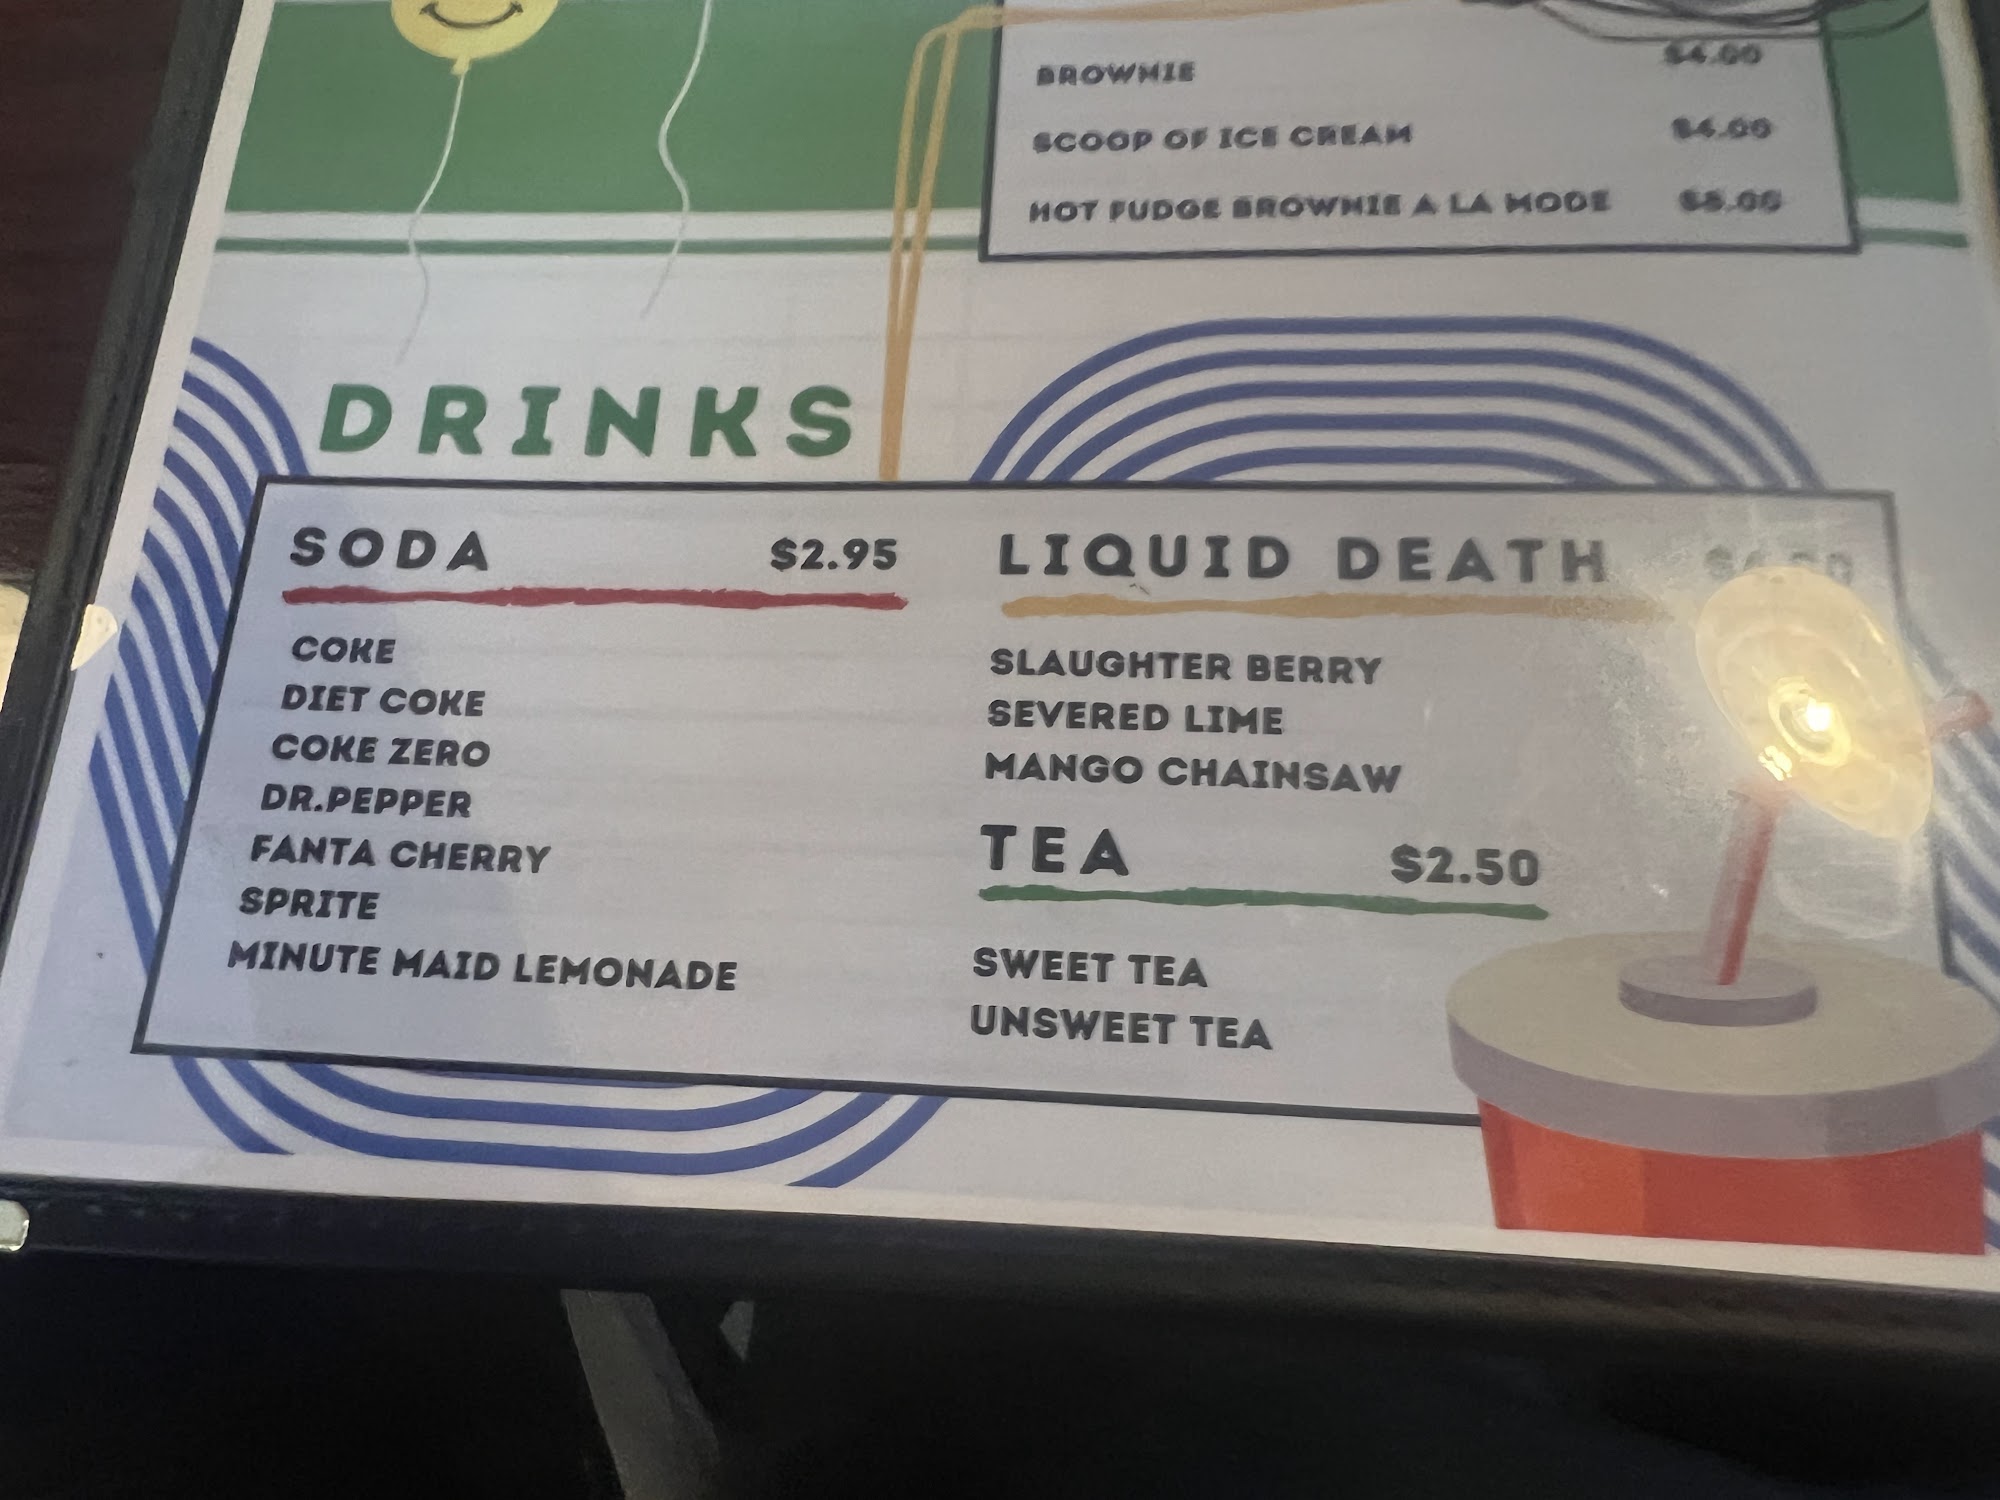 BROWNIE $4.00
SCOOP OF ICE CREAM $4.00
HOT FUDGE BROWNIE A LA MODE
DRINKS
SODA $2.95
COKE
DIET COKE
COKE ZERO
DR.PEPPER
FANTA CHERRY
SPRITE
MINUTE MAID LEMONADE
LIQUID DEATH
SLAUGHTER BERRY
SEVERED LIME
MANGO CHAINSAW
TEA $2.50
SWEET TEA
UNSWEET TEA